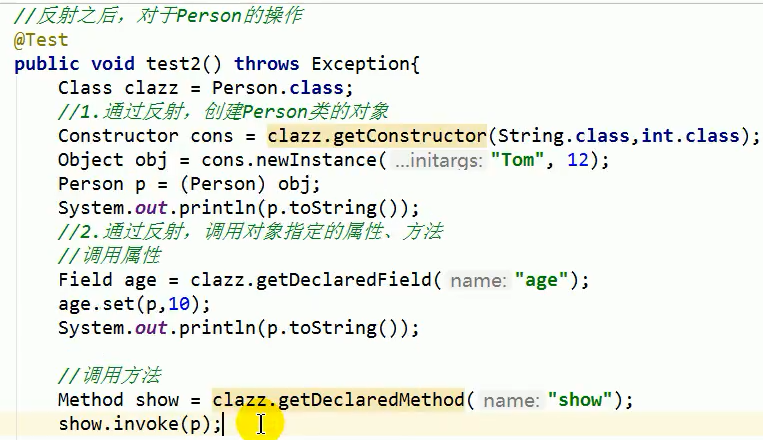 //反射之后，对于Person的操作
@Test
public void test2() throws Exception{
Class clazz = Person.class;
//1.通过反射，创建Person类的对象
Constructor cons = clazz.getConstructor(String.class,int.class);
Object obj = cons.newInstance( ...initargs: "Tom", 12);
Person p = (Person) obj;
System.out.println(p.toString());
//2.通过反射，调用对象指定的属性、方法
//调用属性
Field age = clazz.getDeclaredField( name: "age");
age.set(p,10);
System.out.println(p.toString());
//调用方法
Method show = clazz.getDeclaredMethod( name: "show");
show.invoke(p);